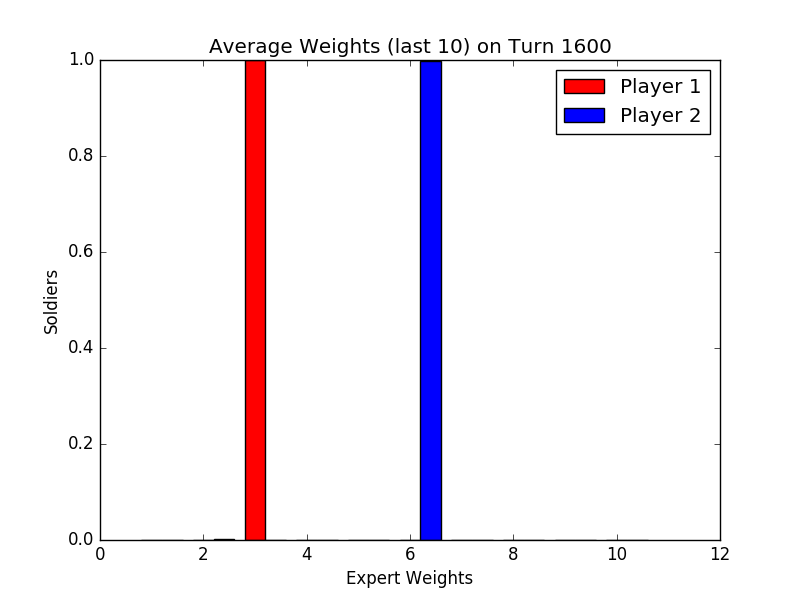 Average Weights (last 10) on Turn 1600
1.0
0.8
0.6
0.4
0.2
0.0
Soldiers
Player 1
Player 2
0 2 4 6 8 10 12
Expert Weights